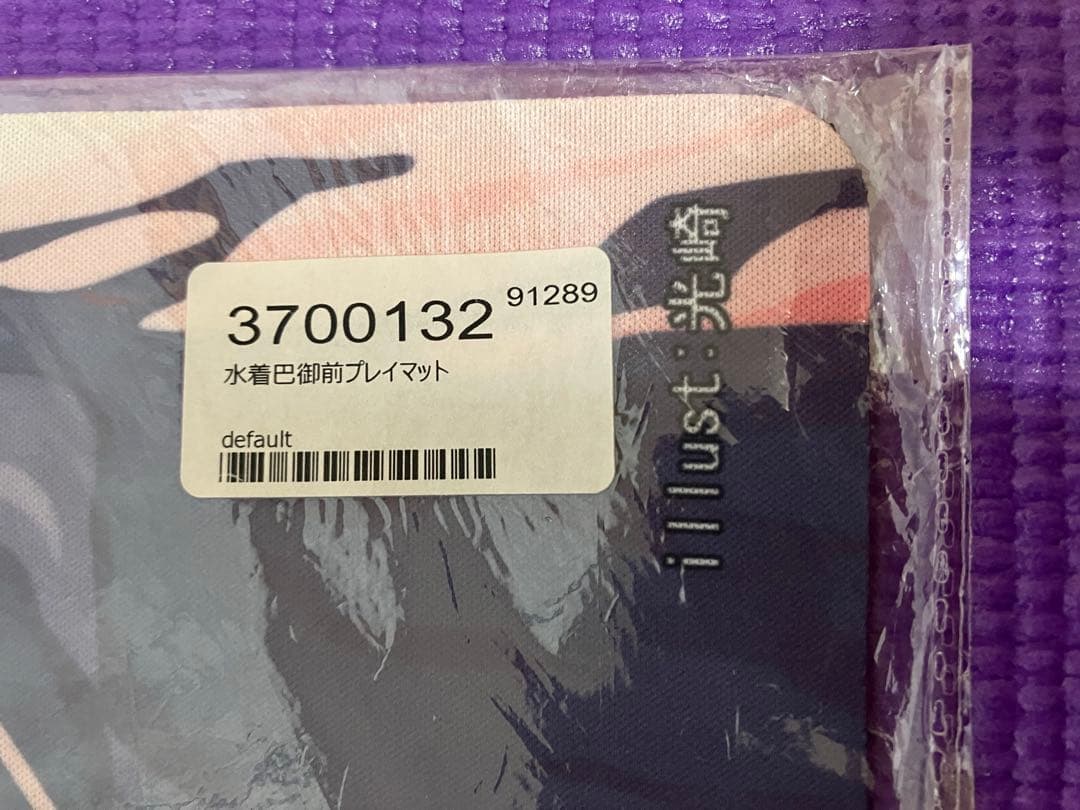 3700132
91289
水着巴御前プレイマット
default
illust:光崎